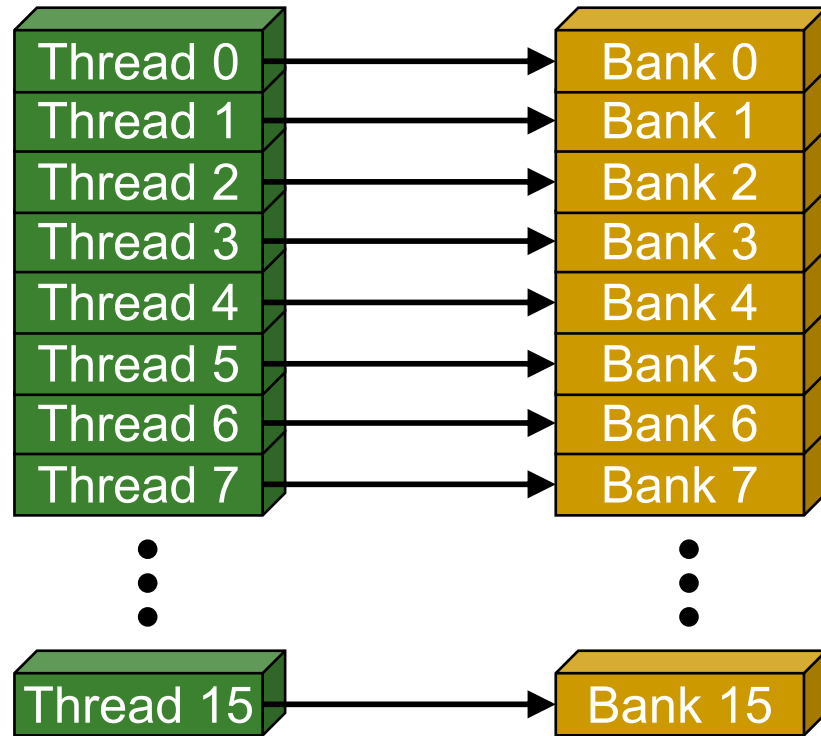 Thread 0
Bank 0
Thread 1
Bank 1
Thread 2
Bank 2
Thread 3
Bank 3
Thread 4
Bank 4
Thread 5
Bank 5
Thread 6
Bank 6
Thread 7
Bank 7
Thread 15
Bank 15